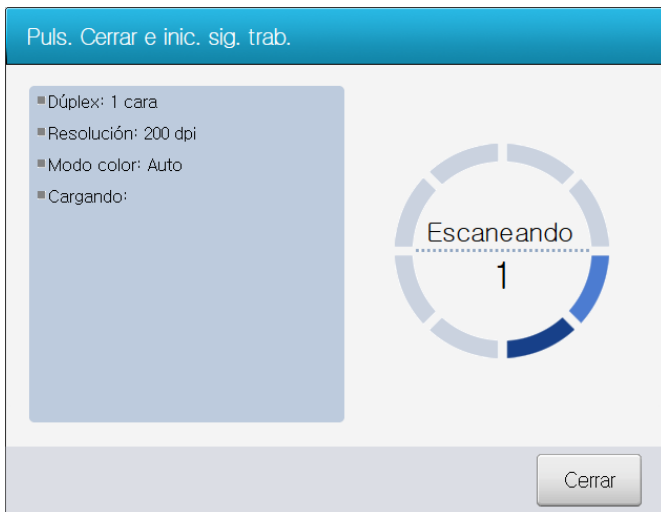 Puls. Cerrar e inic. sig. trab.
Dúplex: 1 cara
Resolución: 200 dpi
Modo color: Auto
Cargando:
Escaneando
1
Cerrar